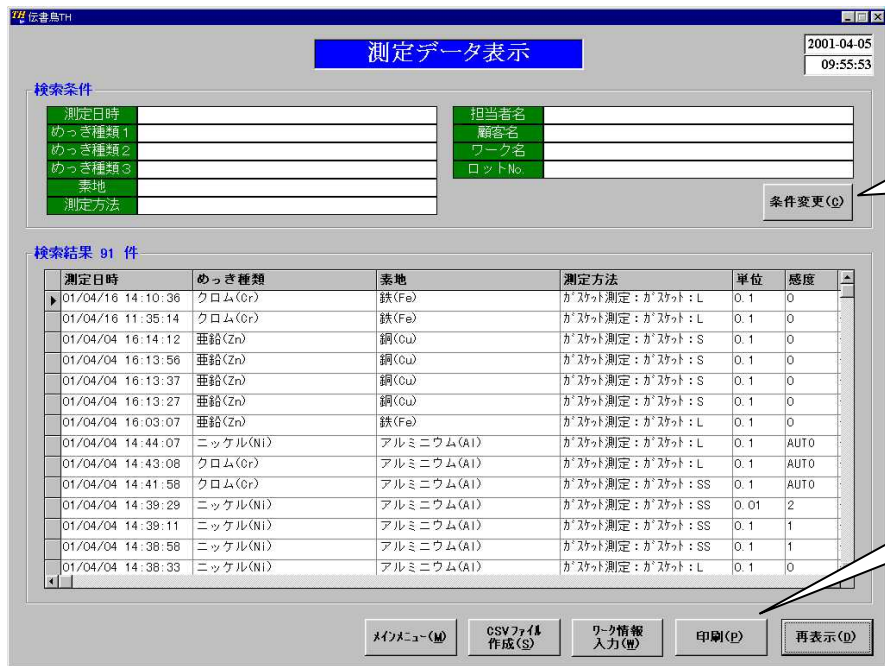 TH 伝書鳥TH
測定データ表示
2001-04-05
09:55:53
検索条件
測定日時
めっき種類1
めっき種類2
めっき種類3
素地
測定方法
担当者名
顧客名
ワーク名
ロットNo.
条件変更(C)
検索結果 91 件
測定日時 めっき種類 素地 測定方法 単位 感度
01/04/16 14:10:36 クロム(Cr) 鉄(Fe) ｶﾞｽｹｯﾄ測定：ｶﾞｽｹｯﾄ：L 0.1 0
01/04/16 11:35:14 クロム(Cr) 鉄(Fe) ｶﾞｽｹｯﾄ測定：ｶﾞｽｹｯﾄ：L 0.1 0
01/04/04 16:14:12 亜鉛(Zn) 銅(Cu) ｶﾞｽｹｯﾄ測定：ｶﾞｽｹｯﾄ：S 0.1 0
01/04/04 16:13:56 亜鉛(Zn) 銅(Cu) ｶﾞｽｹｯﾄ測定：ｶﾞｽｹｯﾄ：S 0.1 0
01/04/04 16:13:37 亜鉛(Zn) 銅(Cu) ｶﾞｽｹｯﾄ測定：ｶﾞｽｹｯﾄ：S 0.1 0
01/04/04 16:13:27 亜鉛(Zn) 銅(Cu) ｶﾞｽｹｯﾄ測定：ｶﾞｽｹｯﾄ：S 0.1 0
01/04/04 16:03:07 亜鉛(Zn) 鉄(Fe) ｶﾞｽｹｯﾄ測定：ｶﾞｽｹｯﾄ：L 0.1 0
01/04/04 14:44:07 ニッケル(Ni) アルミニウム(Al) ｶﾞｽｹｯﾄ測定：ｶﾞｽｹｯﾄ：L 0.1 AUTO
01/04/04 14:43:08 クロム(Cr) アルミニウム(Al) ｶﾞｽｹｯﾄ測定：ｶﾞｽｹｯﾄ：L 0.1 AUTO
01/04/04 14:41:58 クロム(Cr) アルミニウム(Al) ｶﾞｽｹｯﾄ測定：ｶﾞｽｹｯﾄ：SS 0.1 AUTO
01/04/04 14:39:29 ニッケル(Ni) アルミニウム(Al) ｶﾞｽｹｯﾄ測定：ｶﾞｽｹｯﾄ：SS 0.01 2
01/04/04 14:39:11 ニッケル(Ni) アルミニウム(Al) ｶﾞｽｹｯﾄ測定：ｶﾞｽｹｯﾄ：SS 0.1 1
01/04/04 14:38:58 ニッケル(Ni) アルミニウム(Al) ｶﾞｽｹｯﾄ測定：ｶﾞｽｹｯﾄ：SS 0.1 1
01/04/04 14:38:33 ニッケル(Ni) アルミニウム(Al) ｶﾞｽｹｯﾄ測定：ｶﾞｽｹｯﾄ：L 0.1 0
ﾒｲﾝﾒﾆｭｰ(M)
CSVﾌｧｲﾙ
作成(S)
ﾜｰｸ情報
入力(W)
印刷(P)
再表示(D)